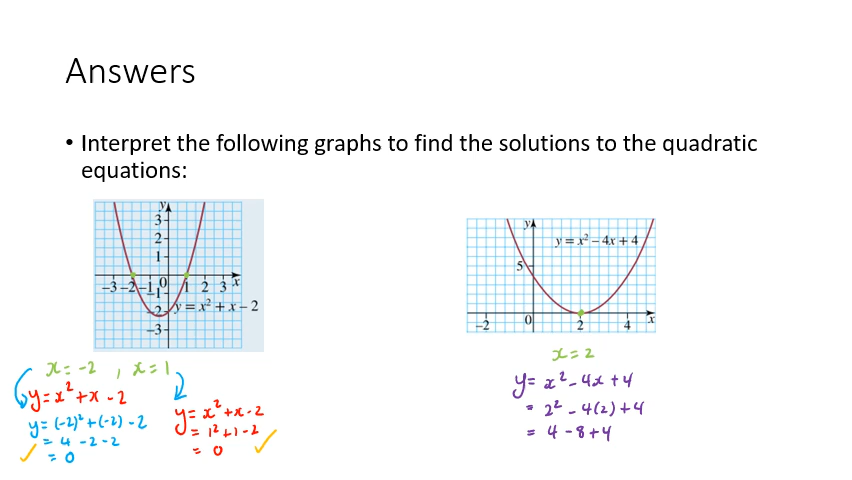 Answers
• Interpret the following graphs to find the solutions to the quadratic
equations:
y
3
2
1
-3 -2 -1 0 1 2 3 x
-1
-2
y = x² + x – 2
-3
x = -2 , x = 1
y = x² + x - 2
y = (-2)² + (-2) - 2
= 4 - 2 - 2
= 0
y = x² + x - 2
= 1² + 1 - 2
= 0
y
y = x² – 4x + 4
5
-2 0 2 4 x
x = 2
y = x² - 4x + 4
= 2² - 4(2) + 4
= 4 - 8 + 4